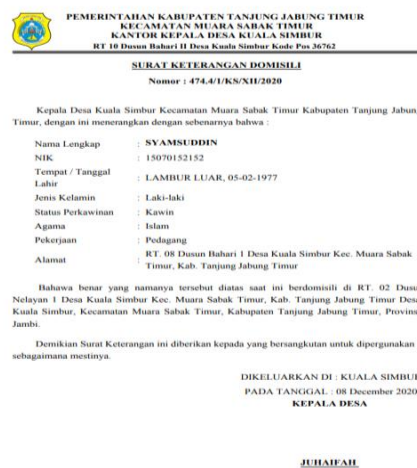 PEMERINTAHAN KABUPATEN TANJUNG JABUNG TIMUR
KECAMATAN MUARA SABAK TIMUR
KANTOR KEPALA DESA KUALA SIMBUR
RT 10 Dusun Bahari II Desa Kuala Simbur Kode Pos 36762
SURAT KETERANGAN DOMISILI
Nomor : 474.4/1/KS/XII/2020
Kepala Desa Kuala Simbur Kecamatan Muara Sabak Timur Kabupaten Tanjung Jabung
Timur, dengan ini menerangkan dengan sebenarnya bahwa :
Nama Lengkap : SYAMSUDDIN
NIK : 15070152152
Tempat / Tanggal Lahir : LAMBUR LUAR, 05-02-1977
Jenis Kelamin : Laki-laki
Status Perkawinan : Kawin
Agama : Islam
Pekerjaan : Pedagang
Alamat : RT. 08 Dusun Bahari 1 Desa Kuala Simbur Kec. Muara Sabak
Timur, Kab. Tanjung Jabung Timur
Bahawa benar yang namanya tersebut diatas saat ini berdomisili di RT. 02 Dusu
Nelayan 1 Desa Kuala Simbur Kec. Muara Sabak Timur, Kab. Tanjung Jabung Timur Desa
Kuala Simbur, Kecamatan Muara Sabak Timur, Kabupaten Tanjung Jabung Timur, Provins
Jambi.
Demikian Surat Keterangan ini diberikan kepada yang bersangkutan untuk dipergunakan
sebagaimana mestinya.
DIKELUARKAN DI : KUALA SIMBUR
PADA TANGGAL : 08 December 2020
KEPALA DESA
JUHAIFAH